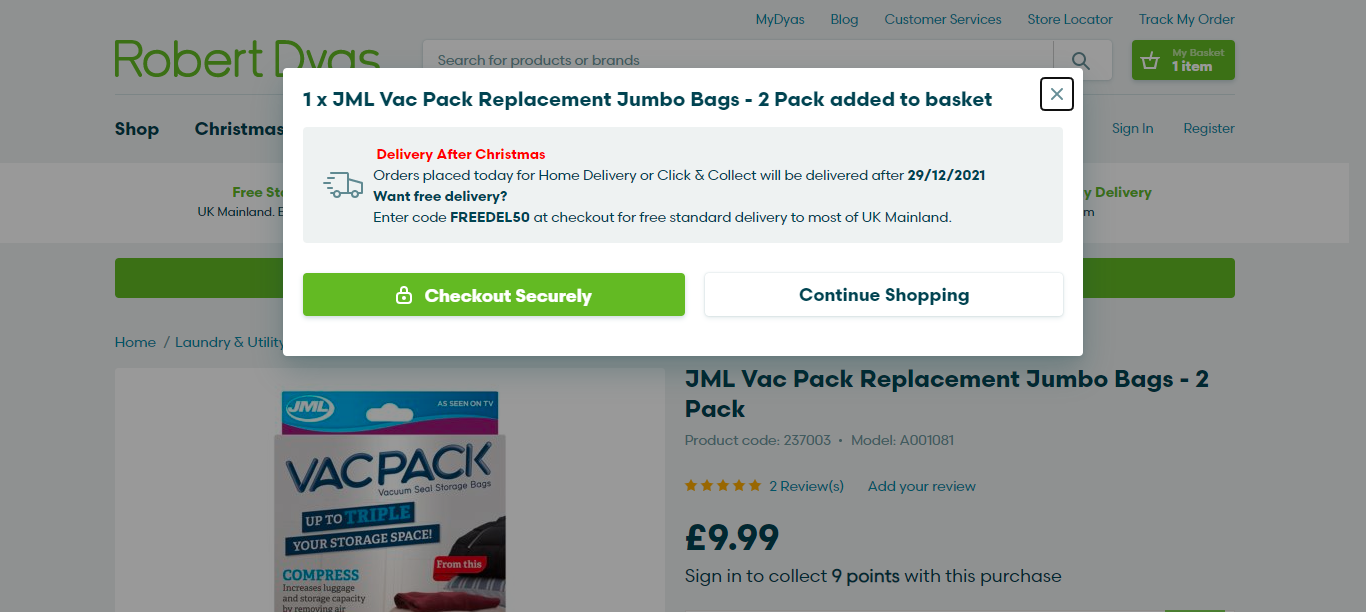 MyDyas Blog Customer Services Store Locator Track My Order
Robert Dyas
Search for products or brands
My Basket
1 item
1 x JML Vac Pack Replacement Jumbo Bags - 2 Pack added to basket
Shop Christmas
Sign In Register
Delivery After Christmas
Orders placed today for Home Delivery or Click & Collect will be delivered after 29/12/2021
Want free delivery?
Enter code FREEDEL50 at checkout for free standard delivery to most of UK Mainland.
Free
UK Mainland.
Delivery
Checkout Securely
Continue Shopping
Home / Laundry & Utility
JML Vac Pack Replacement Jumbo Bags - 2
Pack
Product code: 237003 • Model: A001081
2 Review(s) Add your review
£9.99
Sign in to collect 9 points with this purchase
JML
AS SEEN ON TV
VACPACK
Vacuum Seal Storage Bags
UP TO TRIPLE
YOUR STORAGE SPACE!
COMPRESS
Increases luggage
and storage capacity
by removing air
From this